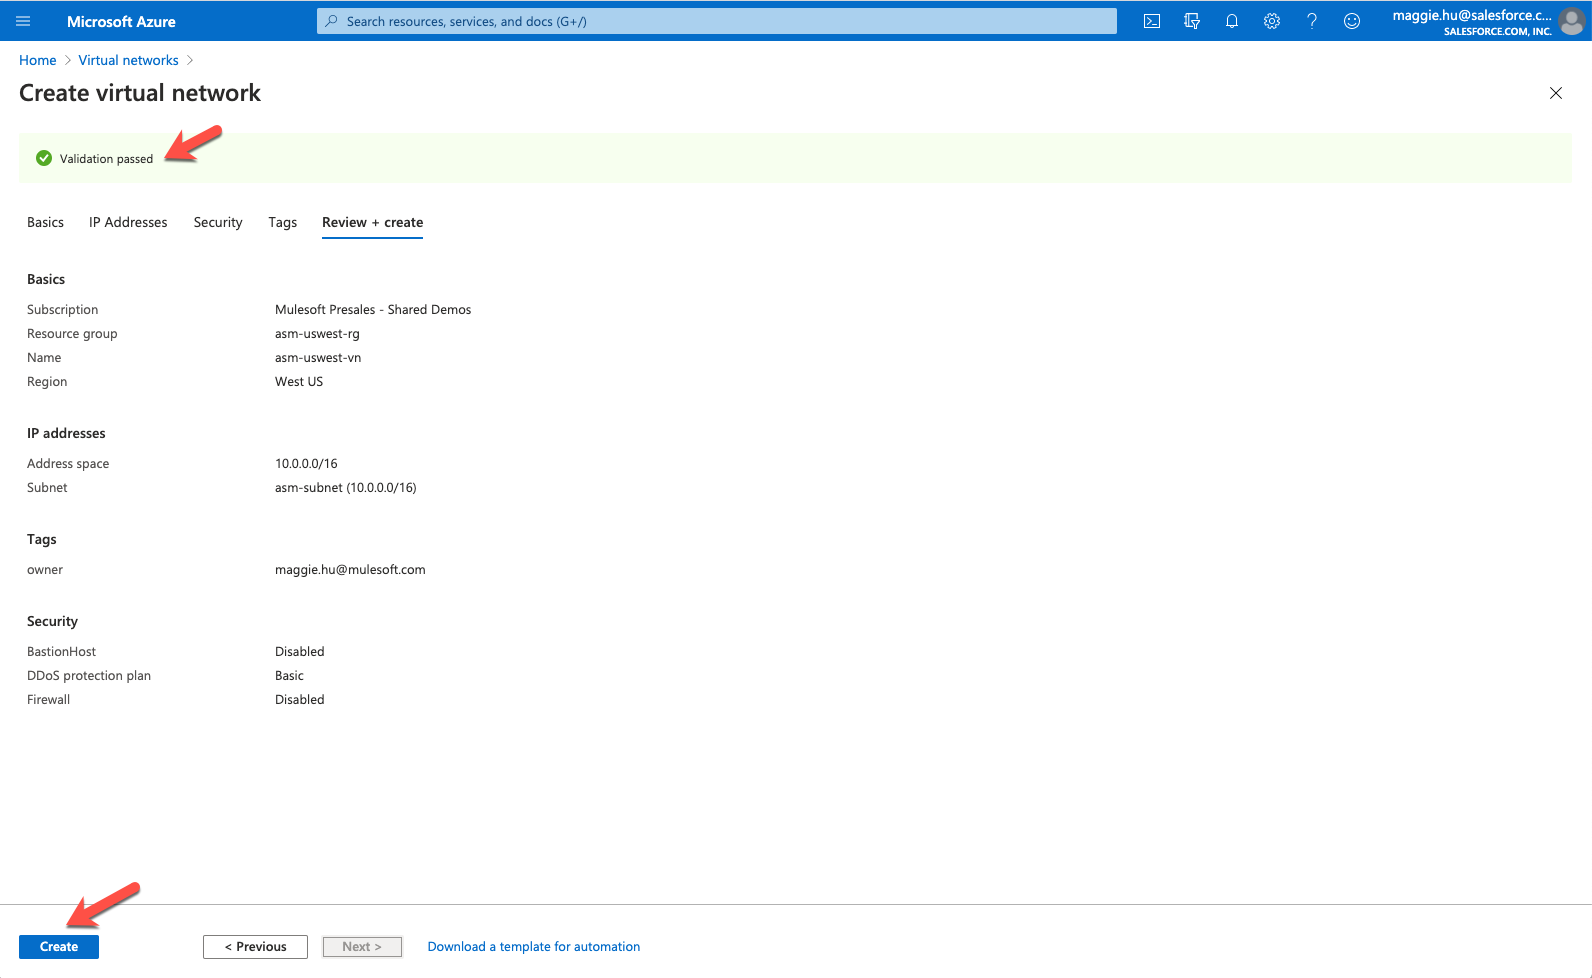 Microsoft Azure
Search resources, services, and docs (G+/)
maggie.hu@salesforce.c...
SALESFORCE.COM, INC.
Home > Virtual networks >
Create virtual network
Validation passed
Basics IP Addresses Security Tags Review + create
Basics
Subscription Mulesoft Presales - Shared Demos
Resource group asm-uswest-rg
Name asm-uswest-vn
Region West US
IP addresses
Address space 10.0.0.0/16
Subnet asm-subnet (10.0.0.0/16)
Tags
owner maggie.hu@mulesoft.com
Security
BastionHost Disabled
DDoS protection plan Basic
Firewall Disabled
Create < Previous Next > Download a template for automation